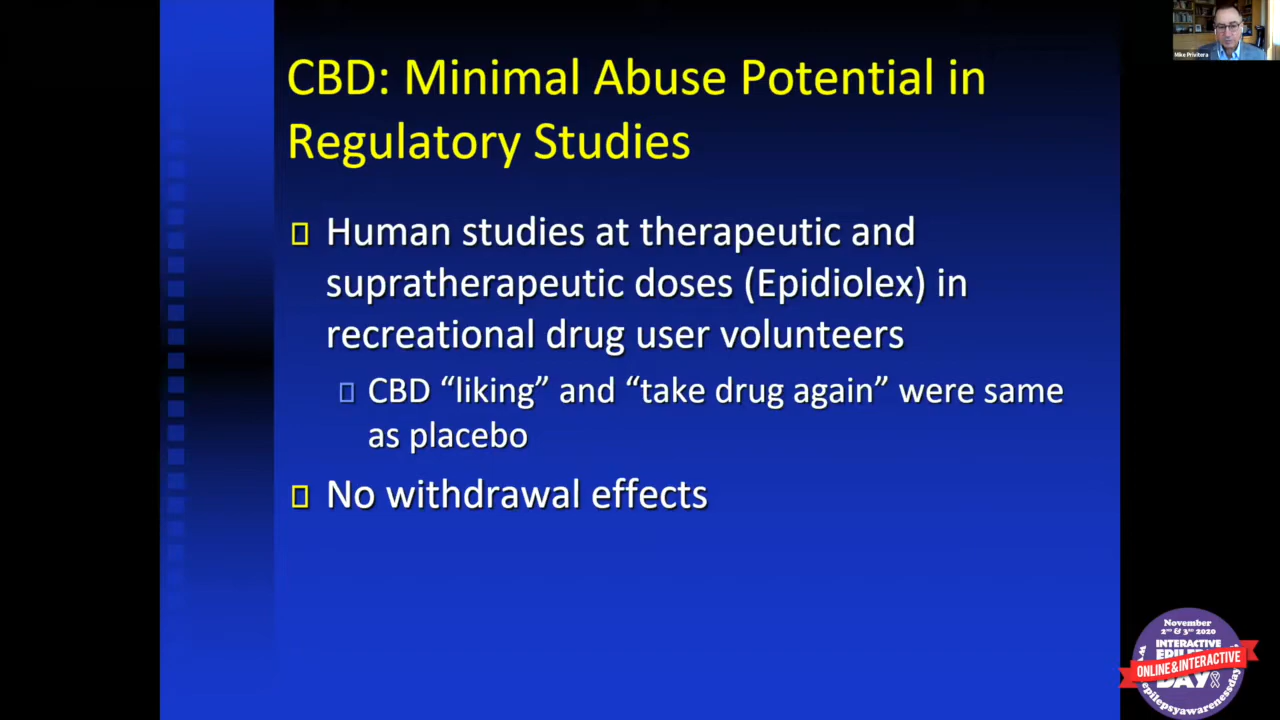 CBD: Minimal Abuse Potential in
Regulatory Studies
Human studies at therapeutic and
supratherapeutic doses (Epidiolex) in
recreational drug user volunteers
CBD “liking” and “take drug again” were same
as placebo
No withdrawal effects
Mike Privitera
November
2ND & 3RD 2020
INTERACTIVE
ONLINE & INTERACTIVE
DAY
epilepsyawarenessday